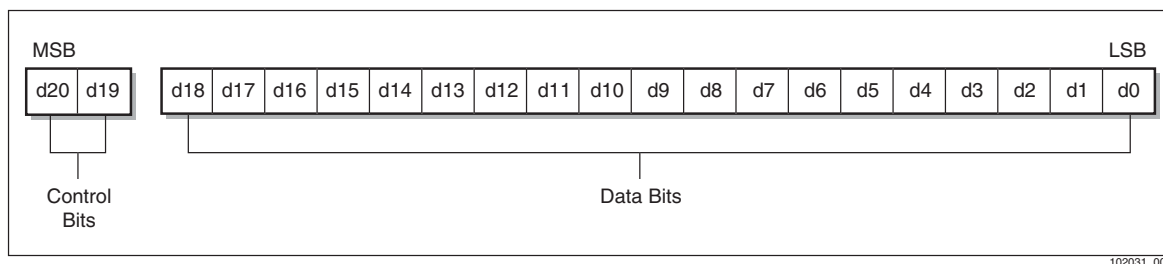 MSB LSB
d20 d19 d18 d17 d16 d15 d14 d13 d12 d11 d10 d9 d8 d7 d6 d5 d4 d3 d2 d1 d0
Control Data Bits
Bits